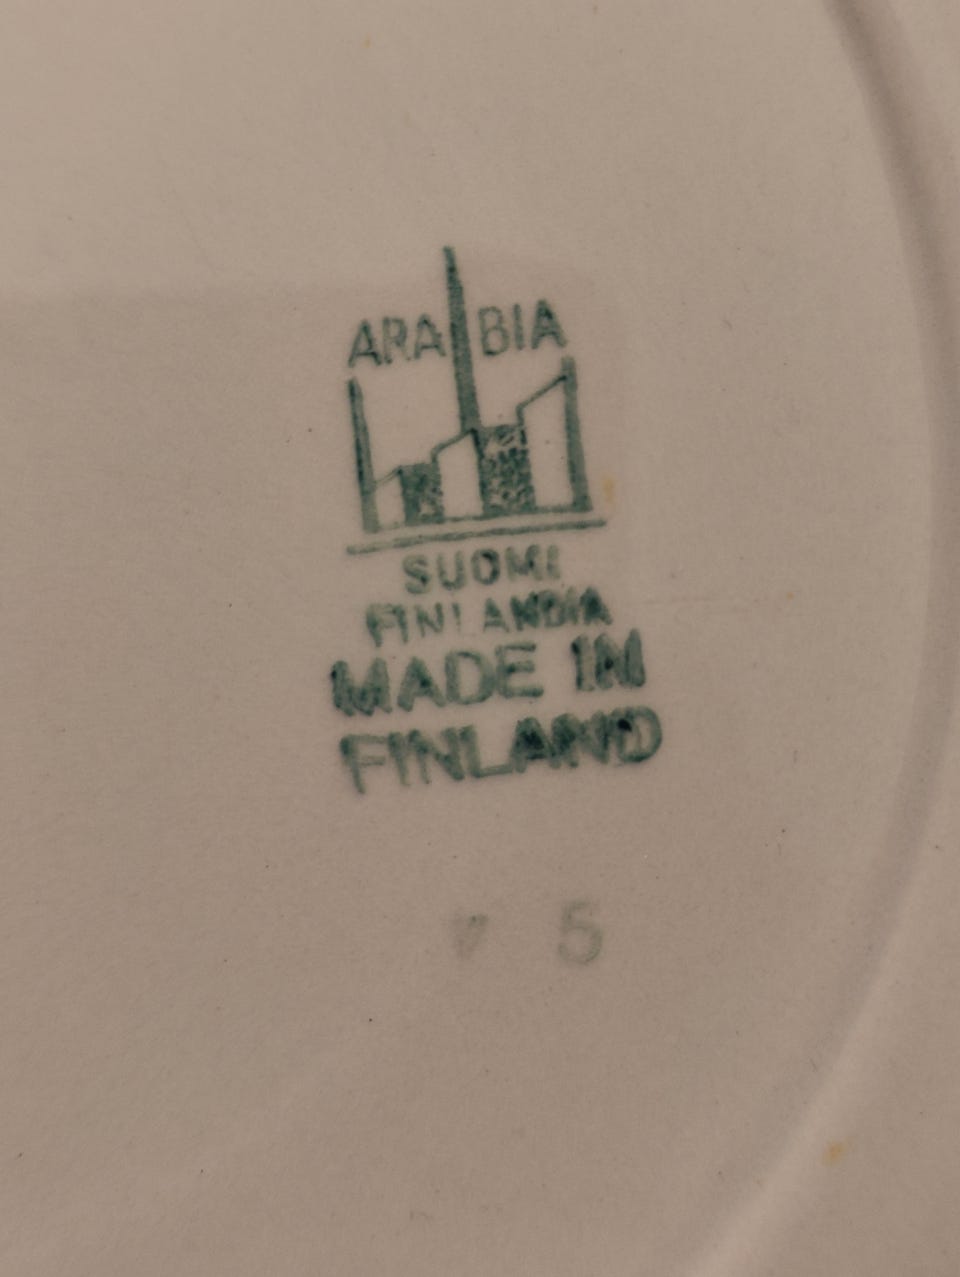 ARABIA
SUOMI
FINLANDIA
MADE IN
FINLAND
5